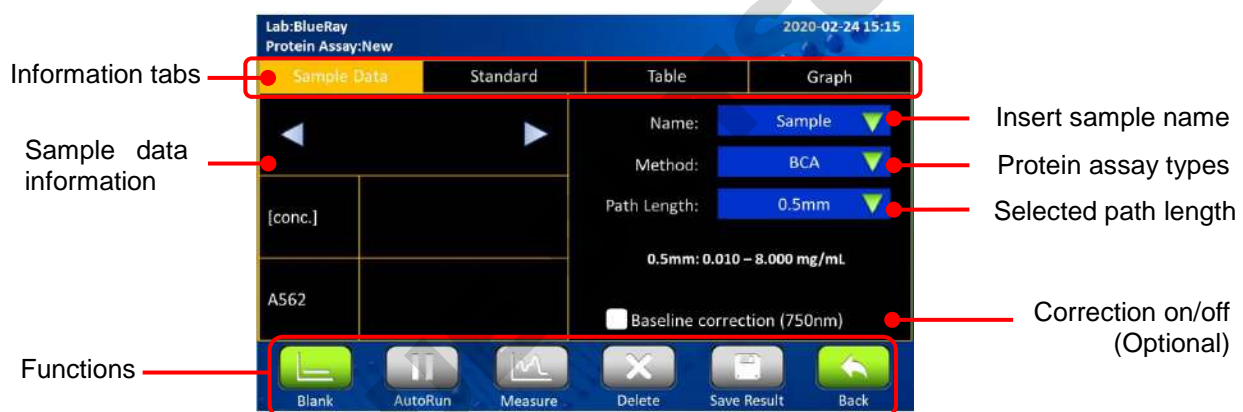 Lab:BlueRay
2020-02-24 15:15
Protein Assay:New
Information tabs
Sample Data
Standard
Table
Graph
Sample data
information
Name:
Sample
Insert sample name
Method:
BCA
Protein assay types
Path Length:
0.5mm
Selected path length
[conc.]
0.5mm: 0.010 – 8.000 mg/mL
A562
Baseline correction (750nm)
Correction on/off
(Optional)
Functions
Blank
AutoRun
Measure
Delete
Save Result
Back